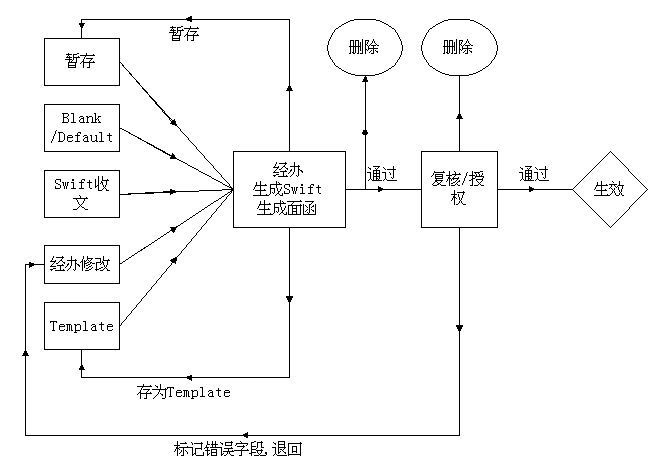 暂存
删除
删除
暂存
Blank
/Default
Swift收
文
经办
生成Swift
生成面函
通过
复核/授
权
通过
生效
经办修改
Template
存为Template
标记错误字段,退回